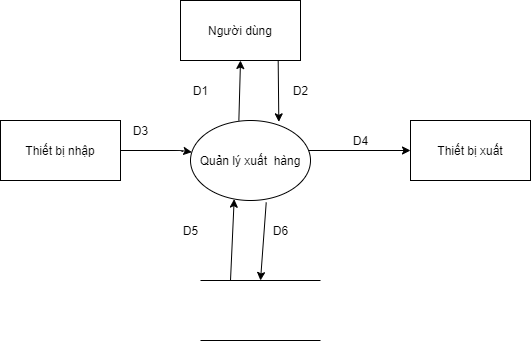 Người dùng
D1
D2
D3
Thiết bị nhập
Quản lý xuất hàng
D4
Thiết bị xuất
D5
D6